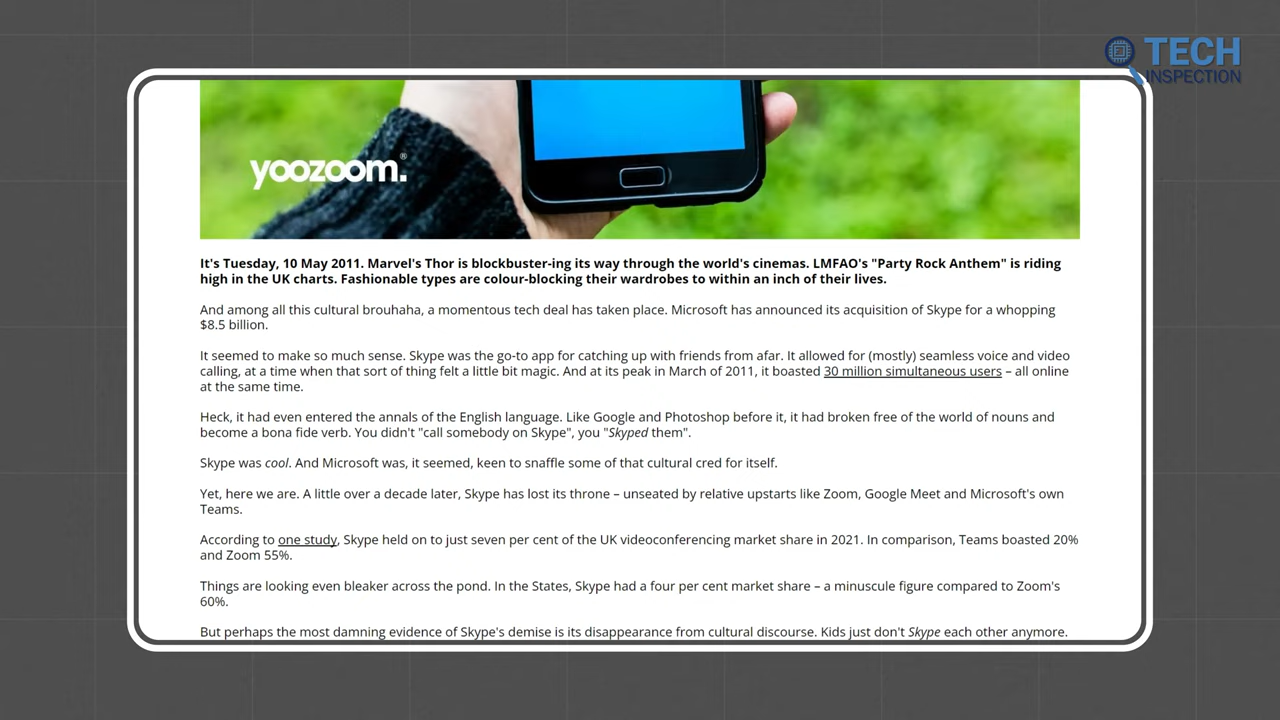 TECH
INSPECTION
yoozoom.®
It's Tuesday, 10 May 2011. Marvel's Thor is blockbuster-ing its way through the world's cinemas. LMFAO's "Party Rock Anthem" is riding
high in the UK charts. Fashionable types are colour-blocking their wardrobes to within an inch of their lives.
And among all this cultural brouhaha, a momentous tech deal has taken place. Microsoft has announced its acquisition of Skype for a whopping
$8.5 billion.
It seemed to make so much sense. Skype was the go-to app for catching up with friends from afar. It allowed for (mostly) seamless voice and video
calling, at a time when that sort of thing felt a little bit magic. And at its peak in March of 2011, it boasted 30 million simultaneous users – all online
at the same time.
Heck, it had even entered the annals of the English language. Like Google and Photoshop before it, it had broken free of the world of nouns and
become a bona fide verb. You didn't "call somebody on Skype", you "Skyped them".
Skype was cool. And Microsoft was, it seemed, keen to snaffle some of that cultural cred for itself.
Yet, here we are. A little over a decade later, Skype has lost its throne – unseated by relative upstarts like Zoom, Google Meet and Microsoft's own
Teams.
According to one study, Skype held on to just seven per cent of the UK videoconferencing market share in 2021. In comparison, Teams boasted 20%
and Zoom 55%.
Things are looking even bleaker across the pond. In the States, Skype had a four per cent market share – a minuscule figure compared to Zoom's
60%.
But perhaps the most damning evidence of Skype's demise is its disappearance from cultural discourse. Kids just don't Skype each other anymore.